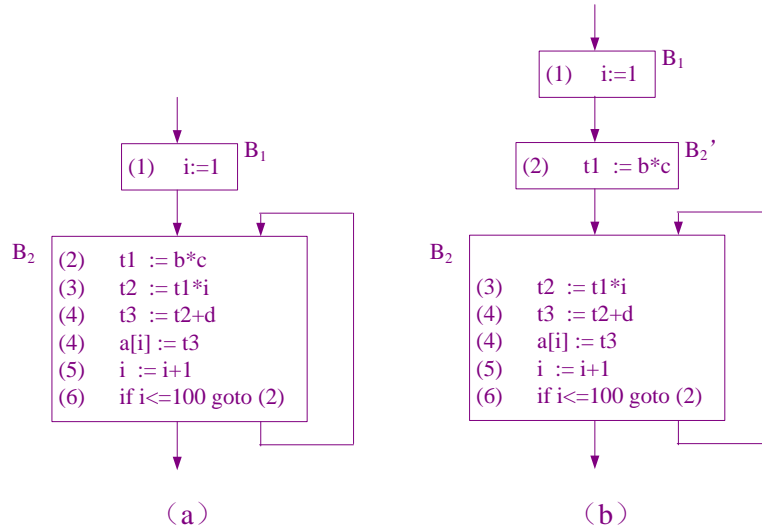 B₁
(1) i:=1
B₂
(2) t1 := b*c
(3) t2 := t1*i
(4) t3 := t2+d
(4) a[i] := t3
(5) i := i+1
(6) if i<=100 goto (2)
（a）
B₁
(1) i:=1
B₂’
(2) t1 := b*c
B₂
(3) t2 := t1*i
(4) t3 := t2+d
(4) a[i] := t3
(5) i := i+1
(6) if i<=100 goto (2)
（b）